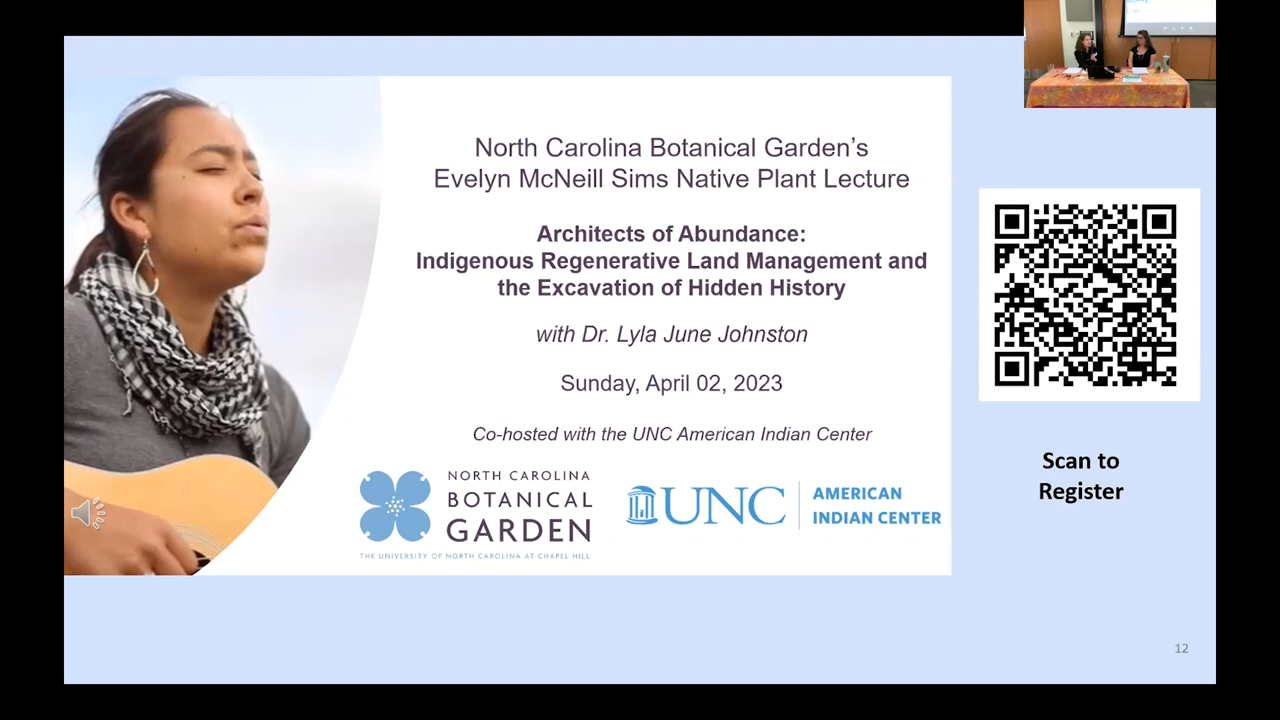 North Carolina Botanical Garden's
Evelyn McNeill Sims Native Plant Lecture
Architects of Abundance:
Indigenous Regenerative Land Management and
the Excavation of Hidden History
with Dr. Lyla June Johnston
Sunday, April 02, 2023
Co-hosted with the UNC American Indian Center
NORTH CAROLINA
BOTANICAL
GARDEN
THE UNIVERSITY OF NORTH CAROLINA AT CHAPEL HILL
UNC
AMERICAN
INDIAN CENTER
Scan to
Register
12